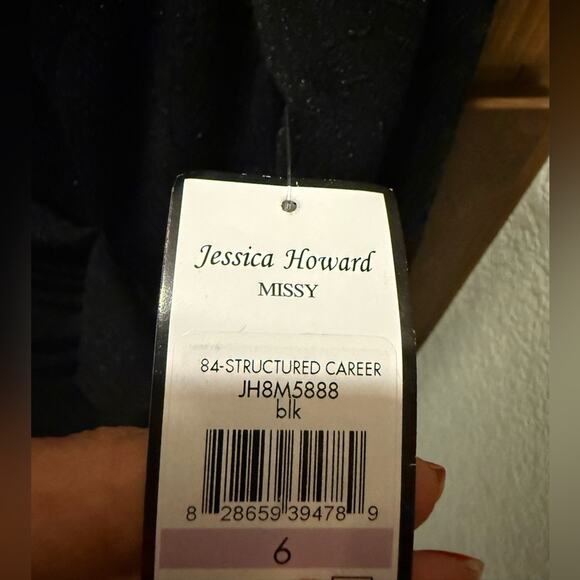 Jessica Howard
MISSY
84-STRUCTURED CAREER
JH8M5888
blk
8 28659 39478 9
6